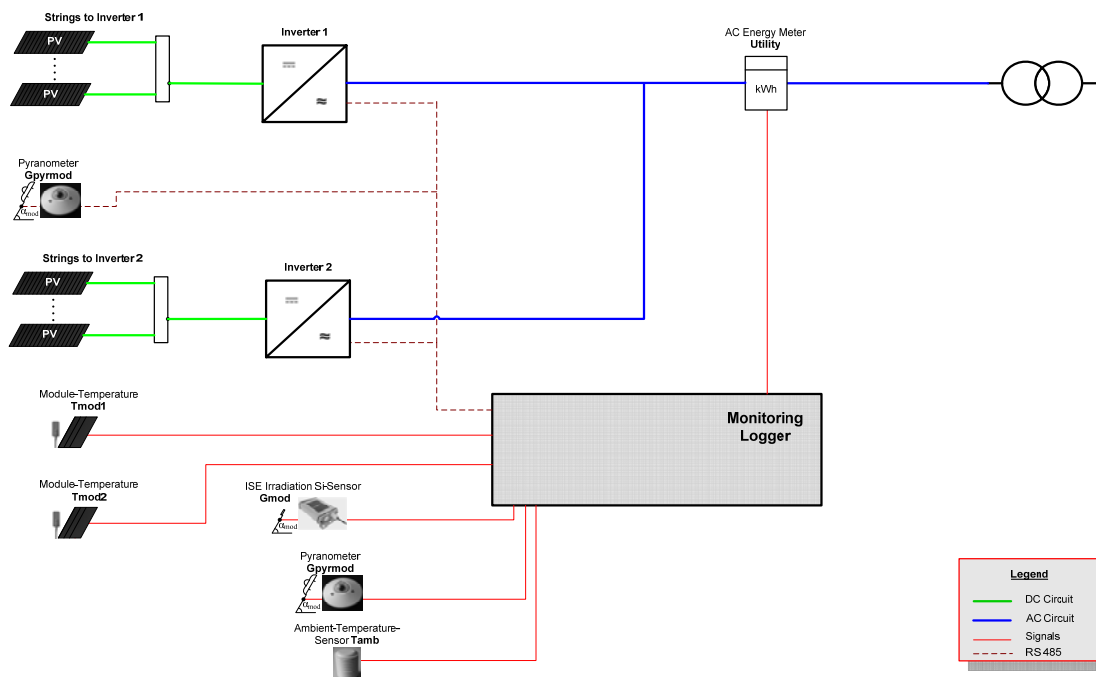 Strings to Inverter 1
PV
PV
Inverter 1
AC Energy Meter
Utility
kWh
Pyranometer
Gpyrmod
αmod
Strings to Inverter 2
PV
PV
Inverter 2
Module-Temperature
Tmod1
Monitoring
Logger
Module-Temperature
Tmod2
ISE Irradiation Si-Sensor
Gmod
αmod
Pyranometer
Gpyrmod
αmod
Ambient-Temperature-
Sensor Tamb
Legend
DC Circuit
AC Circuit
Signals
RS 485